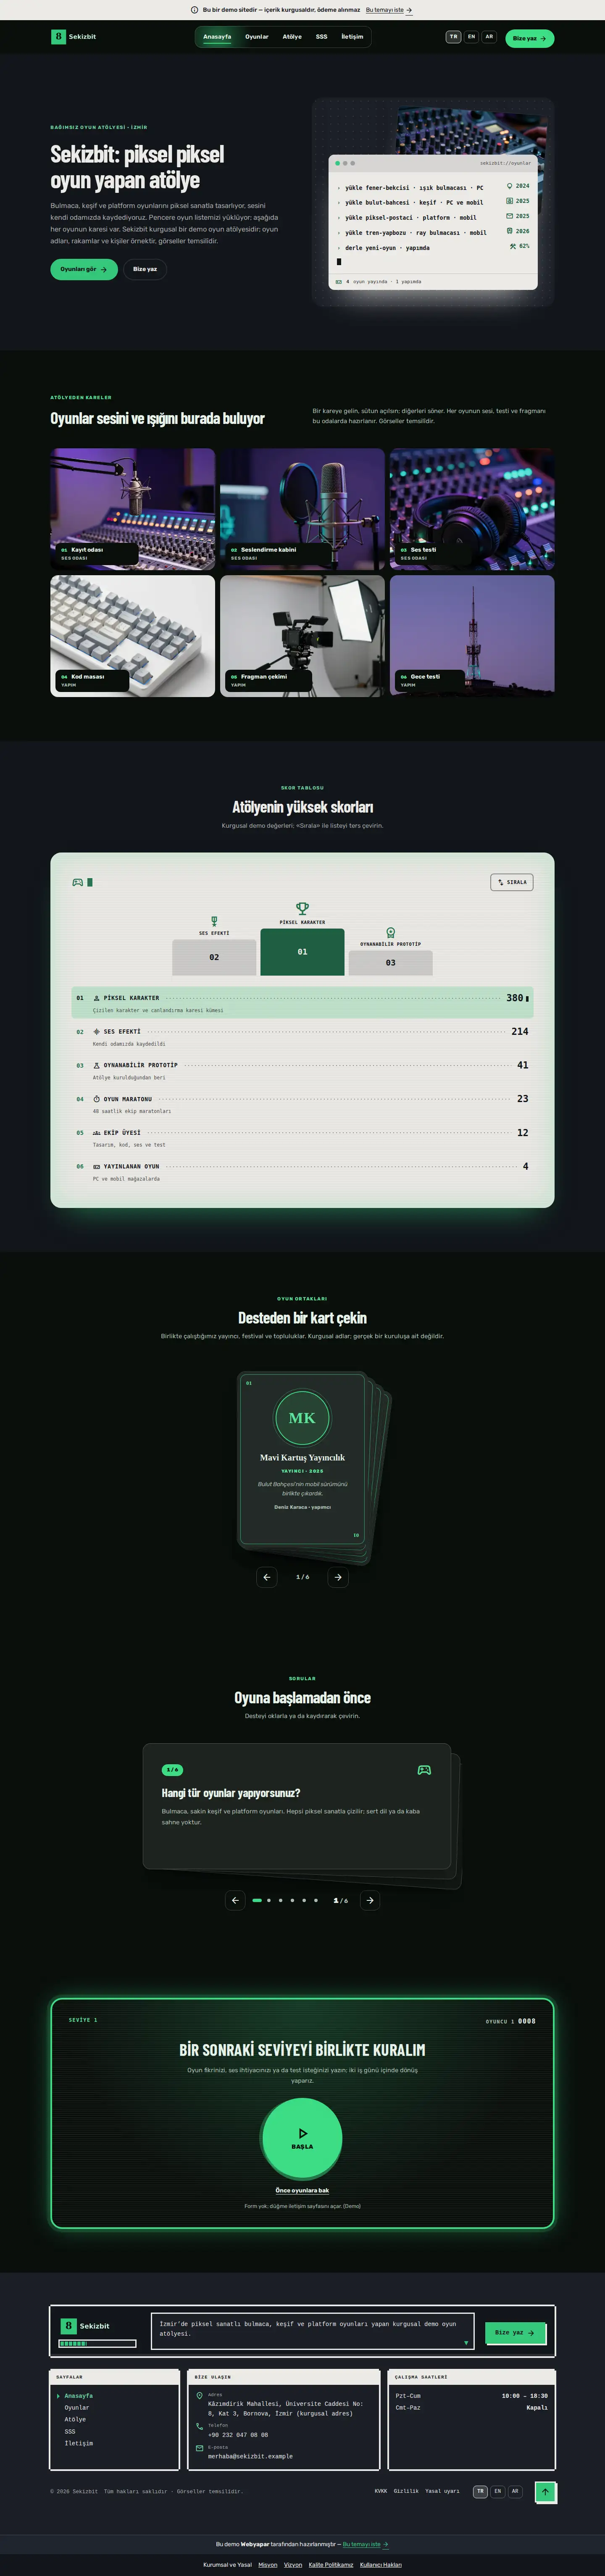 Bu bir demo sitedir — içerik kurgusaldır, ödeme alınmaz Bu temayı iste →
8 Sekizbit
Anasayfa Oyunlar Atölye SSS İletişim
TR EN AR
Bize yaz →
BAĞIMSIZ OYUN ATÖLYESİ · İZMİR
Sekizbit: piksel piksel
oyun yapan atölye
Bulmaca, keşif ve platform oyunlarını piksel sanatla tasarlıyor, sesini
kendi odamızda kaydediyoruz. Pencere oyun listemizi yüklüyor; aşağıda
her oyunun karesi var. Sekizbit kurgusal bir demo oyun atölyesidir; oyun
adları, rakamlar ve kişiler örnektir, görseller temsilidir.
Oyunları gör →
Bize yaz
sekizbit://oyunlar
› yükle fener-bekcisi · ışık bulmacası · PC 2024
› yükle bulut-bahcesi · keşif · PC ve mobil 2025
› yükle piksel-postaci · platform · mobil 2025
› yükle tren-yapbozu · ray bulmacası · mobil 2026
› derle yeni-oyun · yapımda 62%
4 oyun yayında · 1 yapımda
ATÖLYEDEN KARELER
Oyunlar sesini ve ışığını burada buluyor
Bir kareye gelin, sütun açılsın; diğerleri söner. Her oyunun sesi, testi ve fragmanı
bu odalarda hazırlanır. Görseller temsilidir.
01 Kayıt odası
SES ODASI
02 Seslendirme kabini
SES ODASI
03 Ses testi
SES ODASI
04 Kod masası
YAPIM
05 Fragman çekimi
YAPIM
06 Gece testi
YAPIM
SKOR TABLOSU
Atölyenin yüksek skorları
Kurgusal demo değerleri; «Sırala» ile listeyi ters çevirin.
SIRALA
SES EFEKTİ
02
PİKSEL KARAKTER
01
OYNANABİLİR PROTOTİP
03
01 PİKSEL KARAKTER 380
Çizilen karakter ve canlandırma karesi kümesi
02 SES EFEKTİ 214
Kendi odamızda kaydedildi
03 OYNANABİLİR PROTOTİP 41
Atölye kurulduğundan beri
04 OYUN MARATONU 23
48 saatlik ekip maratonları
05 EKİP ÜYESİ 12
Tasarım, kod, ses ve test
06 YAYINLANAN OYUN 4
PC ve mobil mağazalarda
OYUN ORTAKLARI
Desteden bir kart çekin
Birlikte çalıştığımız yayıncı, festival ve topluluklar. Kurgusal adlar; gerçek bir kuruluşa ait değildir.
01
MK
Mavi Kartuş Yayıncılık
YAYINCI · 2025
Bulut Bahçesi'nin mobil sürümünü
birlikte çıkardık.
Deniz Karaca · yapımcı
01
← 1 / 6 →
SORULAR
Oyuna başlamadan önce
Desteyi oklarla ya da kaydırarak çevirin.
1 / 6
Hangi tür oyunlar yapıyorsunuz?
Bulmaca, sakin keşif ve platform oyunları. Hepsi piksel sanatla çizilir; sert dil ya da kaba
sahne yoktur.
← 1 / 6 →
SEVİYE 1
OYUNCU 1 0008
BİR SONRAKİ SEVİYEYİ BİRLİKTE KURALIM
Oyun fikrinizi, ses ihtiyacınızı ya da test isteğinizi yazın; iki iş günü içinde dönüş
yaparız.
BAŞLA
Önce oyunlara bak
Form yok; düğme iletişim sayfasını açar. (Demo)
8 Sekizbit
İzmir'de piksel sanatlı bulmaca, keşif ve platform oyunları yapan kurgusal demo oyun
atölyesi.
Bize yaz →
SAYFALAR
Anasayfa
Oyunlar
Atölye
SSS
İletişim
BİZE ULAŞIN
Adres
Kâzımdirik Mahallesi, Üniversite Caddesi No:
8, Kat 3, Bornova, İzmir (kurgusal adres)
Telefon
+90 232 047 08 08
E-posta
merhaba@sekizbit.example
ÇALIŞMA SAATLERİ
Pzt–Cum 10:00 – 18:30
Cmt–Paz Kapalı
© 2026 Sekizbit Tüm hakları saklıdır · Görseller temsilidir.
KVKK Gizlilik Yasal uyarı
TR EN AR
Bu demo Webyapar tarafından hazırlanmıştır — Bu temayı iste →
Kurumsal ve Yasal Misyon Vizyon Kalite Politikamız Kullanıcı Hakları